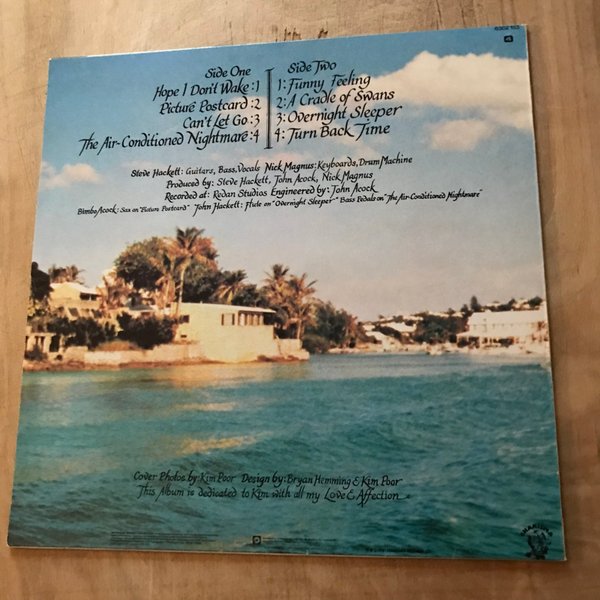 6302 153
Side One
Hope I Don't Wake:1
Picture Postcard:2
Can't Let Go:3
The Air-Conditioned Nightmare:4
Side Two
1:Funny Feeling
2:A Cradle of Swans
3:Overnight Sleeper
4:Turn Back Time
Steve Hackett: Guitars, Bass, Vocals Nick Magnus: Keyboards, Drum Machine
Produced by: Steve Hackett, John Acock, Nick Magnus
Recorded at: Redan Studios Engineered by: John Acock
Bimbo Acock: Sax on "Picture Postcard" John Hackett: Flute on "Overnight Sleeper" Bass Pedals on "The Air-Conditioned Nightmare"
Cover Photos by: Kim Poor Design by: Bryan Hemming & Kim Poor
This Album is dedicated to Kim with all my Love & Affection
CHARISMA